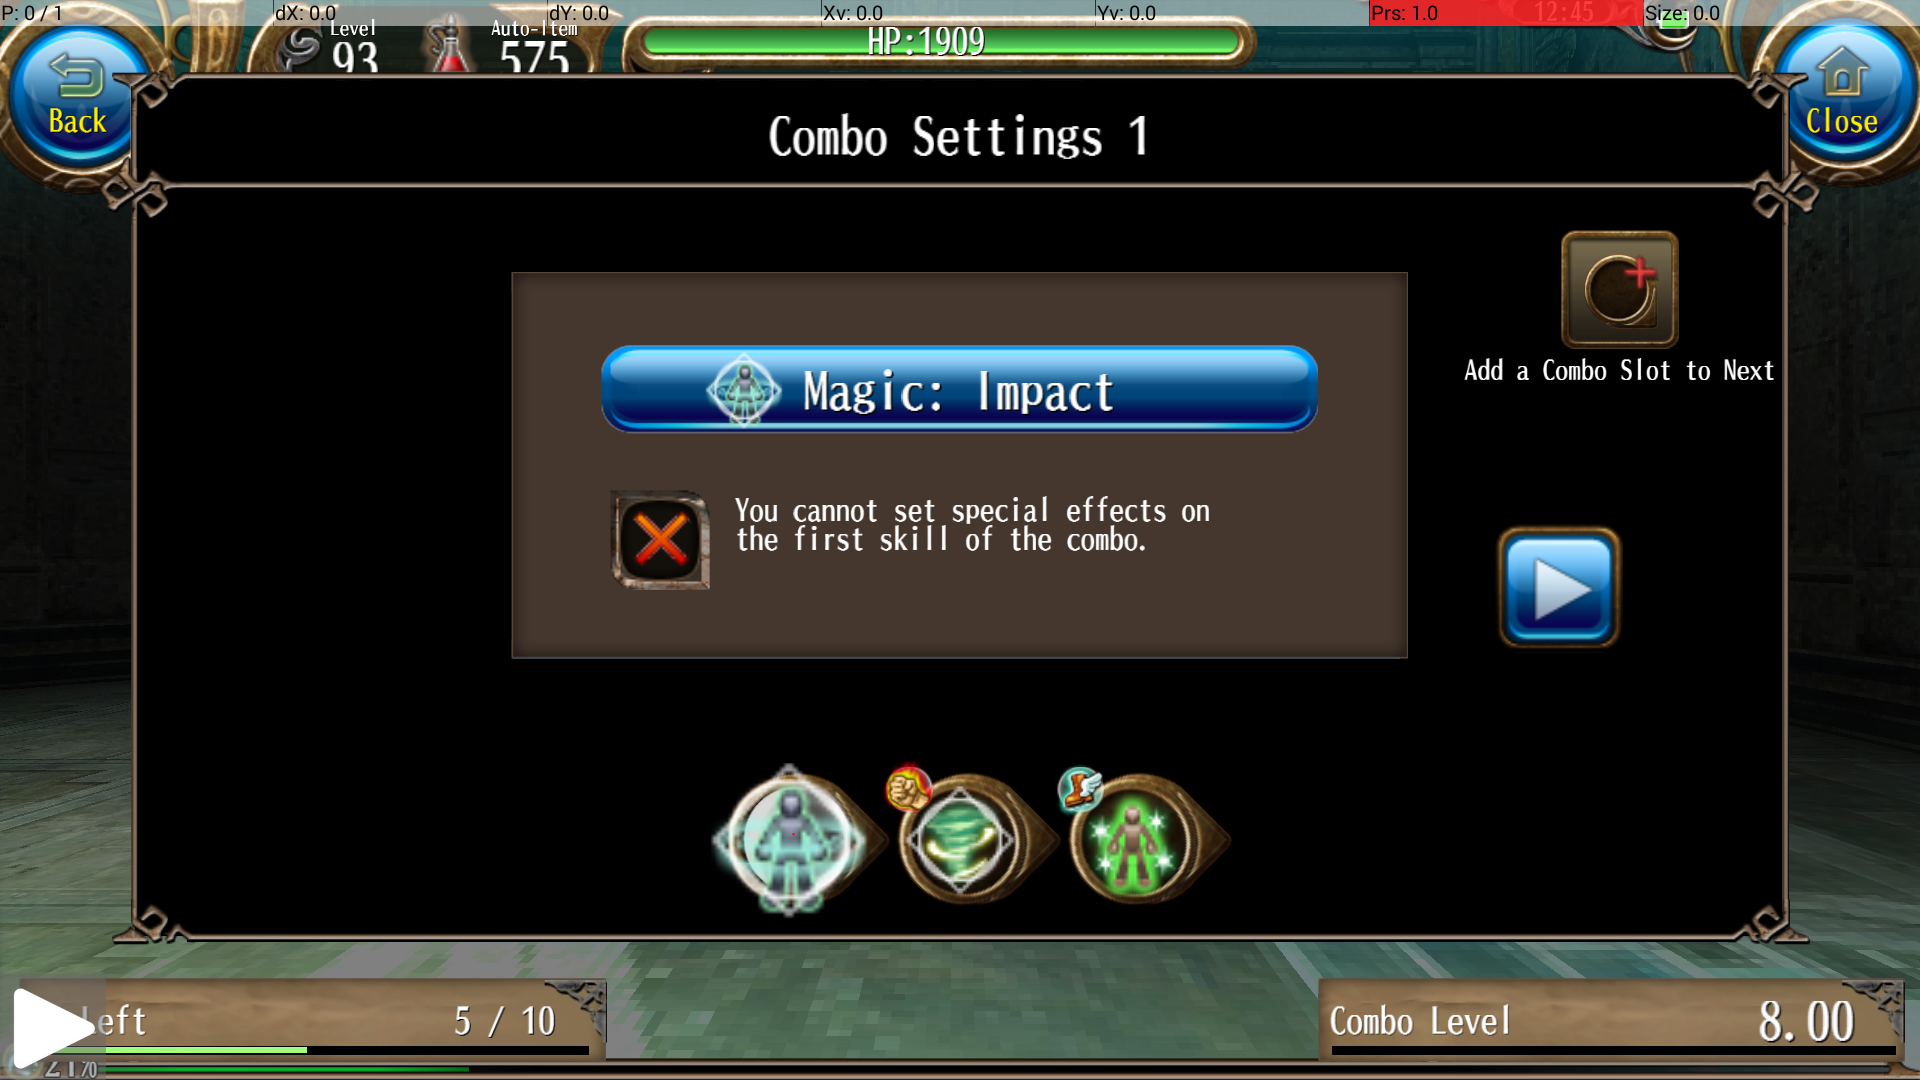 P: 0 / 1
dX: 0.0
dY: 0.0
Xv: 0.0
Yv: 0.0
Prs: 1.0
12:45
Size: 0.0
Level
93
Auto-Item
575
HP:1909
Back
Close
Combo Settings 1
Add a Combo Slot to Next
Magic: Impact
You cannot set special effects on
the first skill of the combo.
5 / 10
Combo Level
8.00